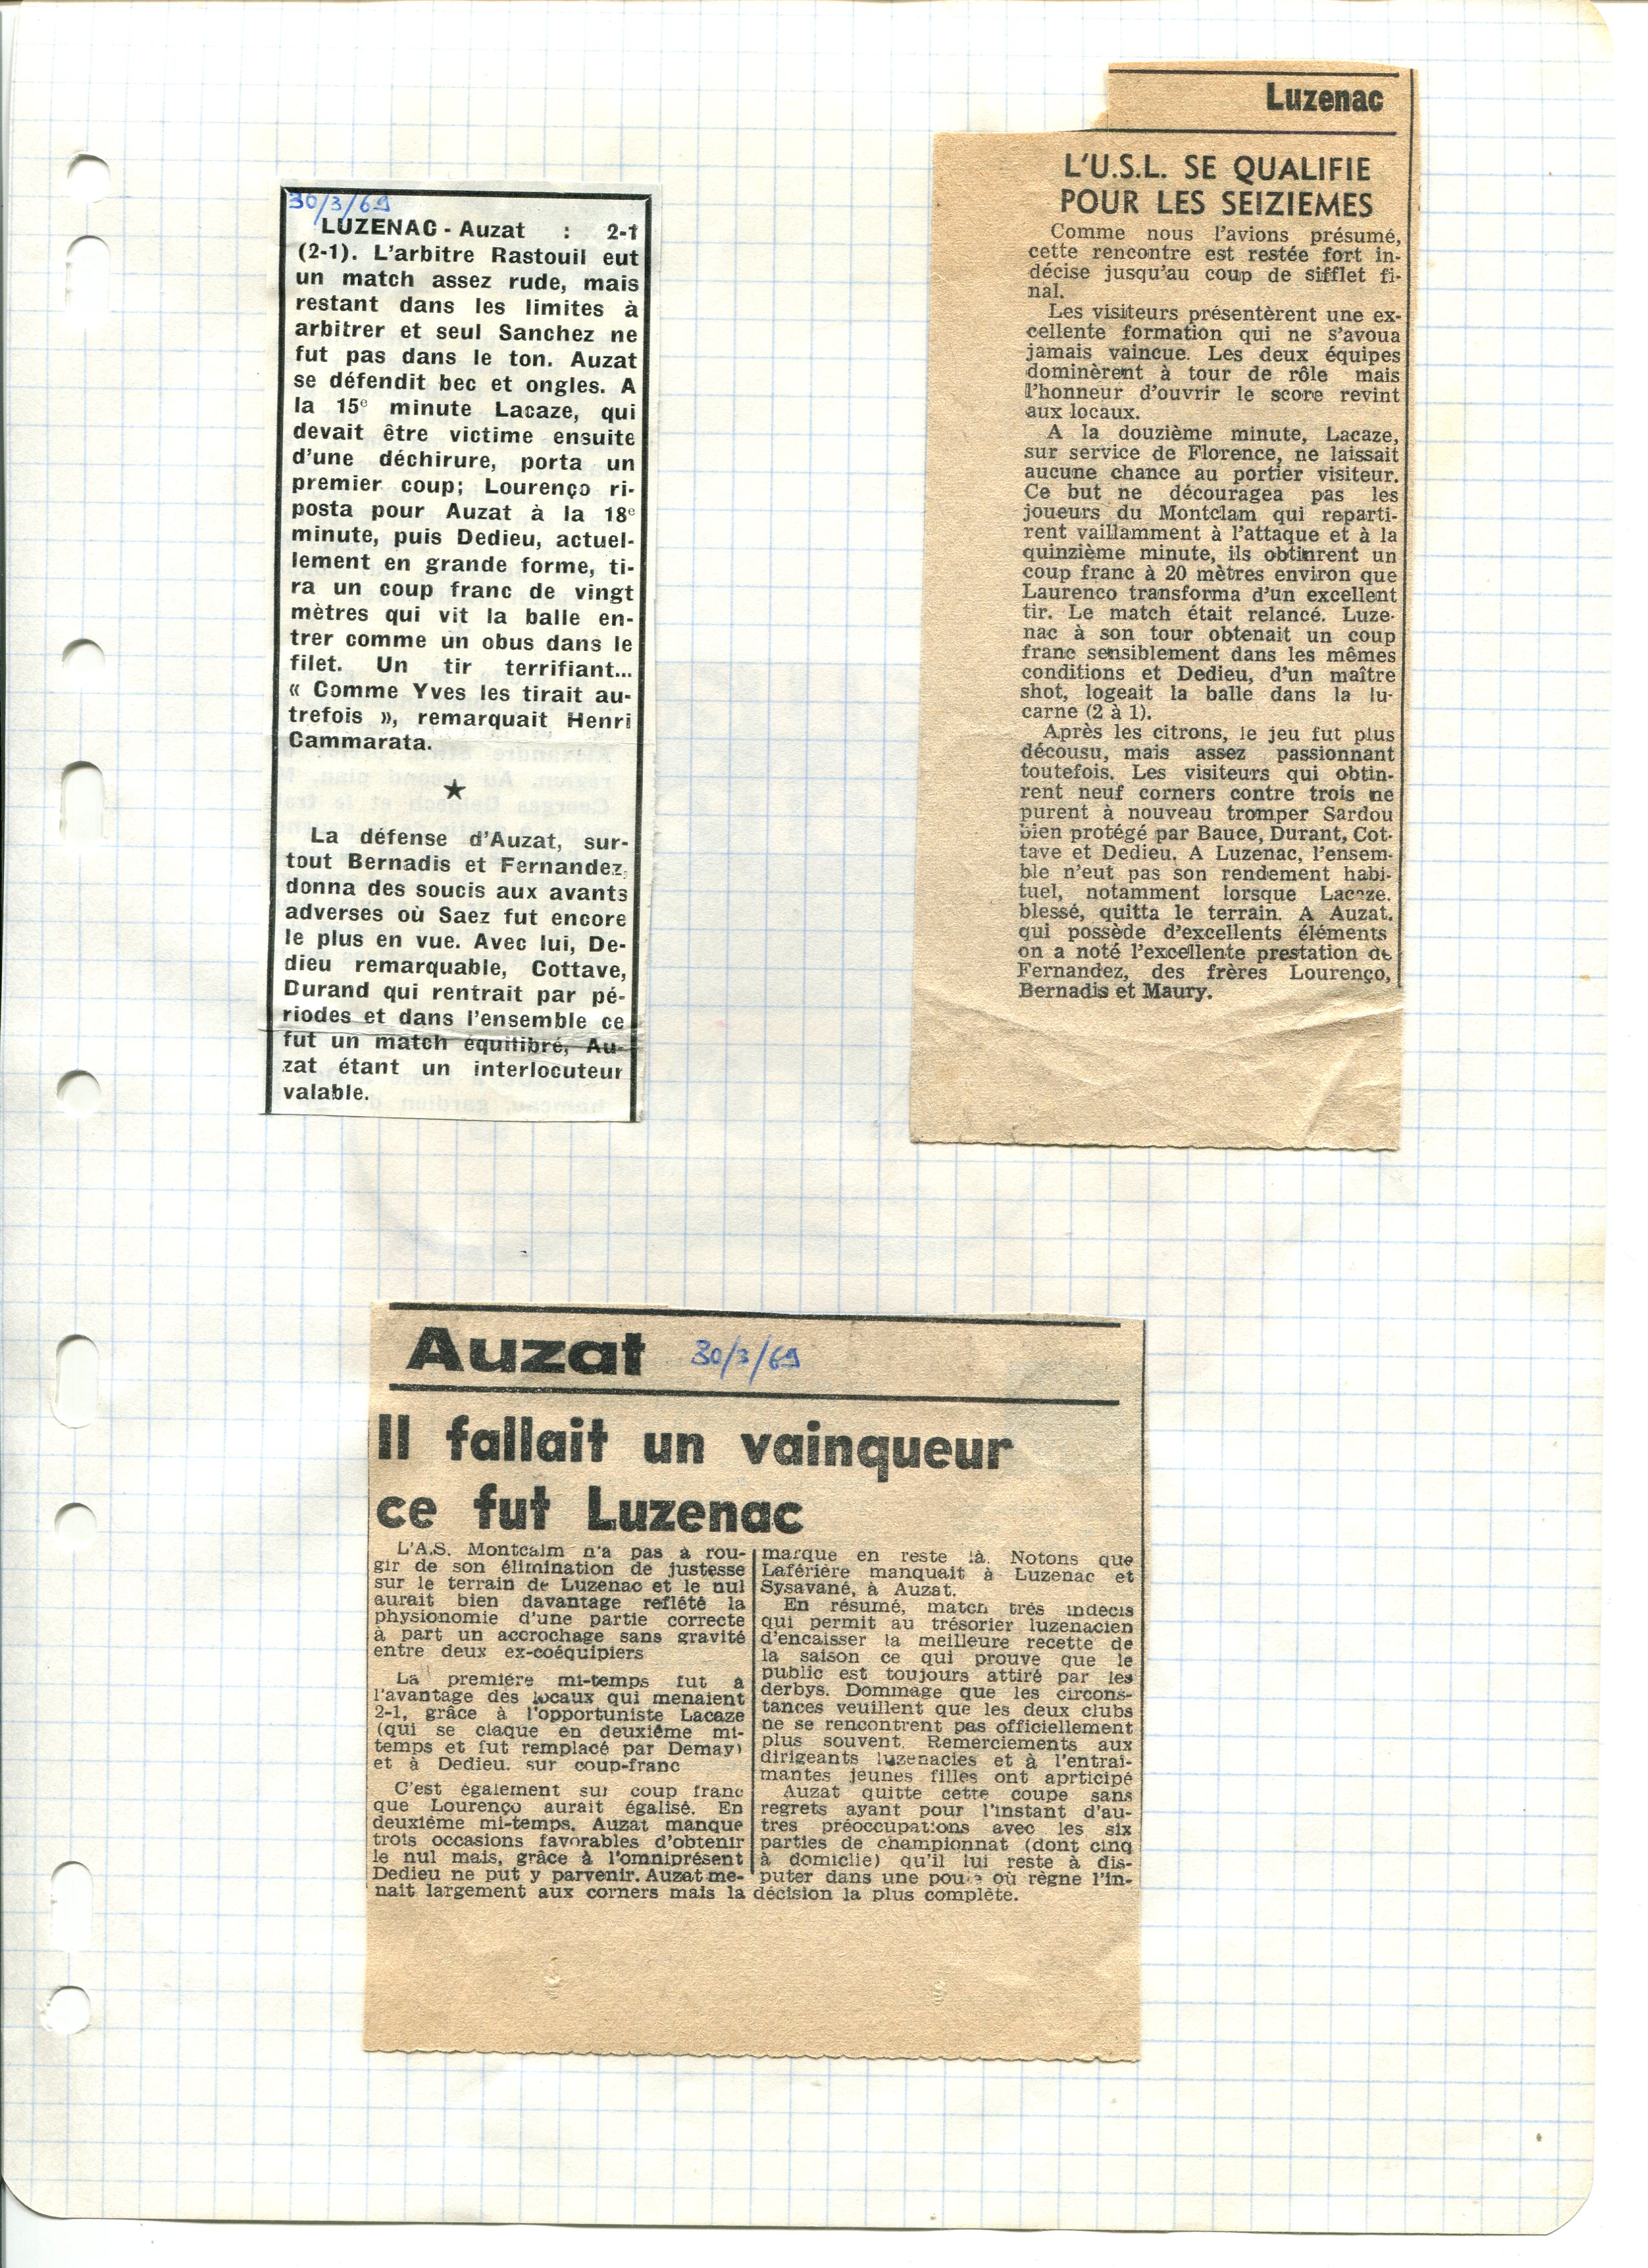 30/3/69
LUZENAC - Auzat : 2-1
(2-1). L'arbitre Rastouil eut
un match assez rude, mais
restant dans les limites à
arbitrer et seul Sanchez ne
fut pas dans le ton. Auzat
se défendit bec et ongles. A
la 15e minute Lacaze, qui
devait être victime ensuite
d'une déchirure, porta un
premier coup; Lourenço ri-
posta pour Auzat à la 18e
minute, puis Dedieu, actuel-
lement en grande forme, ti-
ra un coup franc de vingt
mètres qui vit la balle en-
trer comme un obus dans le
filet. Un tir terrifiant...
« Comme Yves les tirait au-
trefois », remarquait Henri
Cammarata.
★
La défense d'Auzat, sur-
tout Bernadis et Fernandez,
donna des soucis aux avants
adverses où Saez fut encore
le plus en vue. Avec lui, De-
dieu remarquable, Cottave,
Durand qui rentrait par pé-
riodes et dans l'ensemble ce
fut un match équilibré, Au-
zat étant un interlocuteur
valable.
Luzenac
L'U.S.L. SE QUALIFIE
POUR LES SEIZIEMES
Comme nous l'avions présumé,
cette rencontre est restée fort in-
décise jusqu'au coup de sifflet fi-
nal.
Les visiteurs présentèrent une ex-
cellente formation qui ne s'avoua
jamais vaincue. Les deux équipes
dominèrent à tour de rôle mais
l'honneur d'ouvrir le score revint
aux locaux.
A la douzième minute, Lacaze,
sur service de Florence, ne laissait
aucune chance au portier visiteur.
Ce but ne découragea pas les
joueurs du Montclam qui reparti-
rent vaillamment à l'attaque et à la
quinzième minute, ils obtinrent un
coup franc à 20 mètres environ que
Laurenco transforma d'un excellent
tir. Le match était relancé. Luze-
nac à son tour obtenait un coup
franc sensiblement dans les mêmes
conditions et Dedieu, d'un maître
shot, logeait la balle dans la lu-
carne (2 à 1).
Après les citrons, le jeu fut plus
décousu, mais assez passionnant
toutefois. Les visiteurs qui obtin-
rent neuf corners contre trois ne
purent à nouveau tromper Sardou
bien protégé par Bauce, Durant, Cot-
tave et Dedieu. A Luzenac, l'ensem-
ble n'eut pas son rendement habi-
tuel, notamment lorsque Lacaze,
blessé, quitta le terrain. A Auzat,
qui possède d'excellents éléments
on a noté l'excellente prestation de
Fernandez, des frères Lourenço,
Bernadis et Maury.
Auzat 30/3/69
Il fallait un vainqueur
ce fut Luzenac
L'A.S. Montcalm n'a pas à rou-
gir de son élimination de justesse
sur le terrain de Luzenac et le nul
aurait bien davantage reflété la
physionomie d'une partie correcte
à part un accrochage sans gravité
entre deux ex-coéquipiers
La première mi-temps fut à
l'avantage des locaux qui menaient
2-1, grâce à l'opportuniste Lacaze
(qui se claque en deuxième mi-
temps et fut remplacé par Demay)
et à Dedieu. sur coup-franc
C'est également sur coup franc
que Lourenço aurait égalisé. En
deuxième mi-temps. Auzat manque
trois occasions favorables d'obtenir
le nul mais, grâce à l'omniprésent
Dedieu ne put y parvenir. Auzat me-
nait largement aux corners mais la
marque en reste là. Notons que
Laférière manquait à Luzenac et
Sysavané, à Auzat.
En résumé, match très indécis
qui permit au trésorier luzenacien
d'encaisser la meilleure recette de
la saison ce qui prouve que le
public est toujours attiré par les
derbys. Dommage que les circons-
tances veuillent que les deux clubs
ne se rencontrent pas officiellement
plus souvent. Remerciements aux
dirigeants luzenacies et à l'entraî-
mantes jeunes filles ont aprticipé
Auzat quitte cette coupe sans
regrets ayant pour l'instant d'au-
tres préoccupations avec les six
parties de championnat (dont cinq
à domicile) qu'il lui reste à dis-
puter dans une poule où règne l'in-
décision la plus complète.